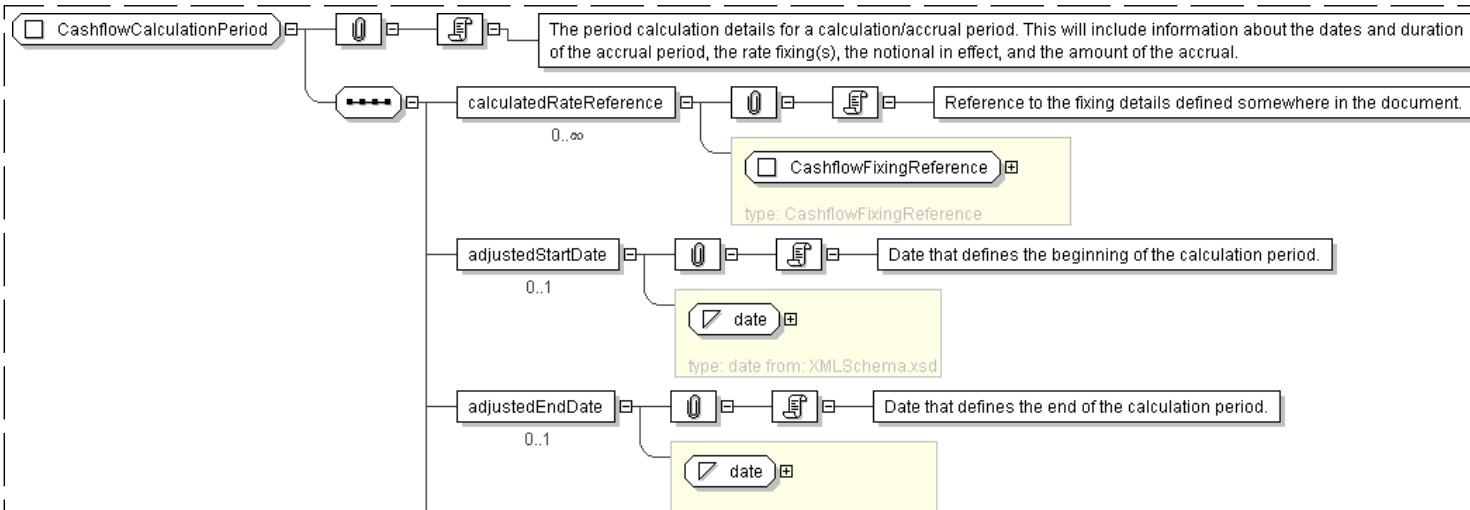 CashflowCalculationPeriod
The period calculation details for a calculation/accrual period. This will include information about the dates and duration
of the accrual period, the rate fixing(s), the notional in effect, and the amount of the accrual.
calculatedRateReference
Reference to the fixing details defined somewhere in the document.
0..∞
CashflowFixingReference
type: CashflowFixingReference
adjustedStartDate
Date that defines the beginning of the calculation period.
0..1
date
type: date from: XMLSchema.xsd
adjustedEndDate
Date that defines the end of the calculation period.
0..1
date